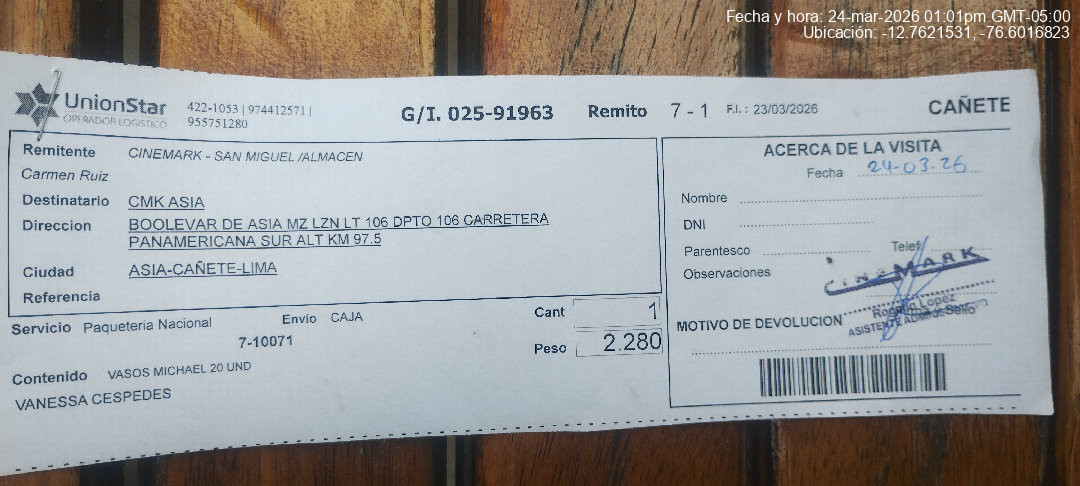 Fecha y hora: 24-mar-2026 01:01pm GMT-05:00
Ubicación: -12.7621531, -76.6016823
UnionStar
OPERADOR LOGISTICO
422-1053 | 974412571 |
955751280
G/I. 025-91963
Remito 7 - 1
F.I. : 23/03/2026
CAÑETE
Remitente CINEMARK - SAN MIGUEL /ALMACEN
Carmen Ruiz
Destinatario CMK ASIA
Direccion BOOLEVAR DE ASIA MZ LZN LT 106 DPTO 106 CARRETERA
PANAMERICANA SUR ALT KM 97.5
Ciudad ASIA-CAÑETE-LIMA
Referencia
Servicio Paqueteria Nacional Envio CAJA
7-10071
Cant 1
Peso 2.280
Contenido VASOS MICHAEL 20 UND
VANESSA CESPEDES
ACERCA DE LA VISITA
Fecha 24-03-26
Nombre
DNI
Parentesco Telef.
Observaciones
CINEMARK
Lopez
ASISTENTE
MOTIVO DE DEVOLUCION